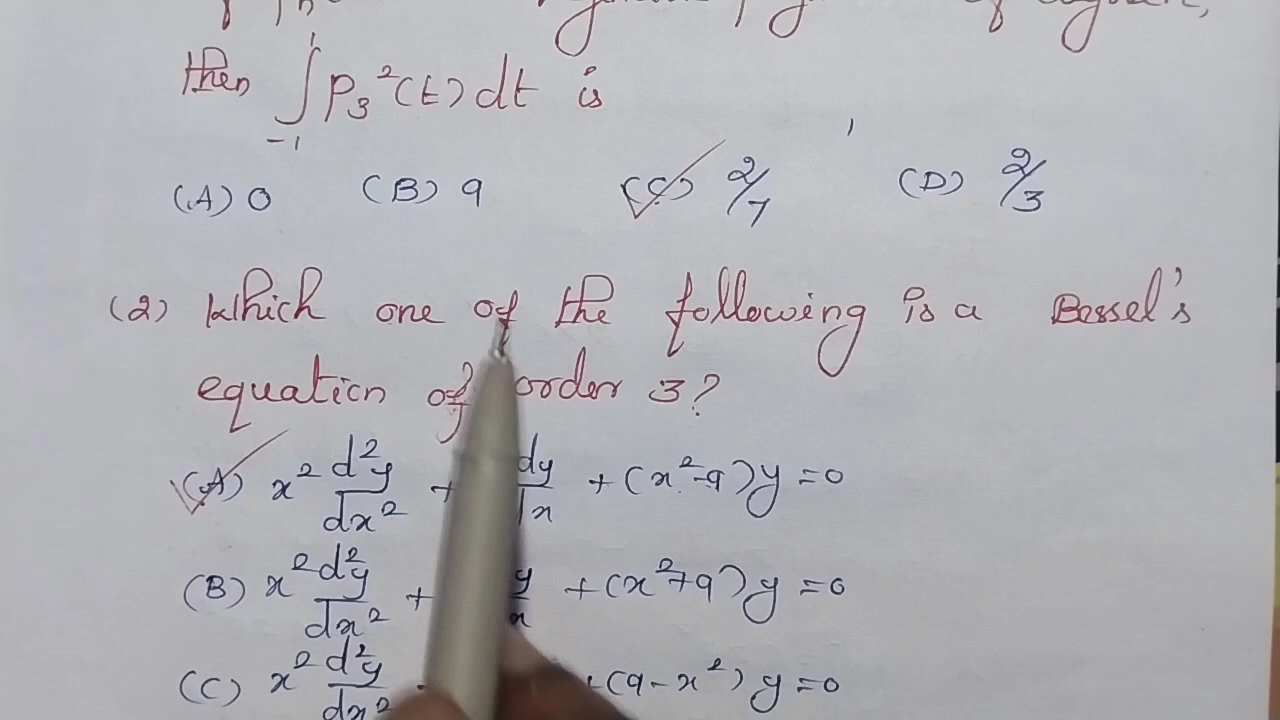 then ∫₋₁¹ P₃²(t) dt is
(A) 0 (B) 9 (C) 2/7 (D) 2/3
(2) Which one of the following is a Bessel's
equation of order 3?
(A) x² d²y/dx² + dy/dx + (x²-9)y = 0
(B) x² d²y/dx² + y/x + (x²+9)y = 0
(C) x² d²y/dx² + (9-x²)y = 0